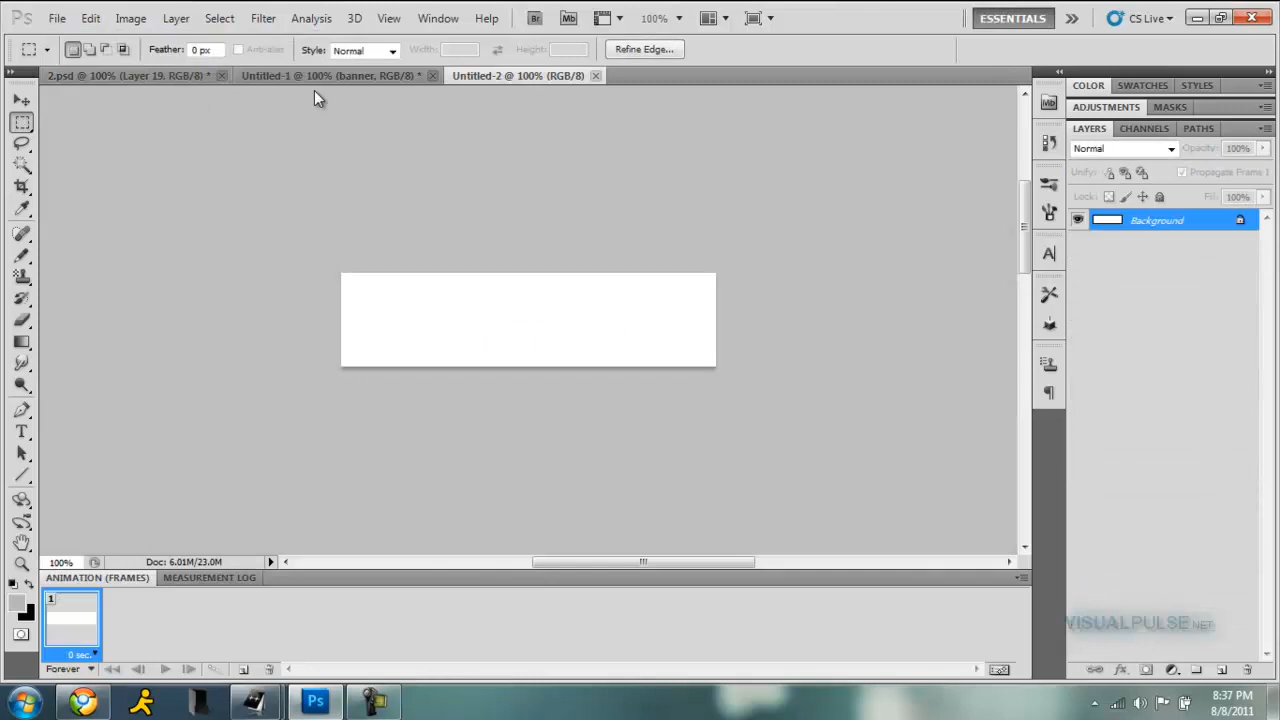 Ps File Edit Image Layer Select Filter Analysis 3D View Window Help Br Mb 100% ESSENTIALS CS Live
Feather: 0 px Anti-alias Style: Normal Width: Height: Refine Edge...
2.psd @ 100% (Layer 19, RGB/8) * Untitled-1 @ 100% (banner, RGB/8) * Untitled-2 @ 100% (RGB/8)
COLOR SWATCHES STYLES
Mb
ADJUSTMENTS MASKS
LAYERS CHANNELS PATHS
Normal Opacity: 100%
Unify: Propagate Frame 1
Lock: Fill: 100%
Background
A
T
100% Doc: 6.01M/23.0M
ANIMATION (FRAMES) MEASUREMENT LOG
1
0 sec.
Forever
VISUALPULSE.NET
Ps
8:37 PM
8/8/2011